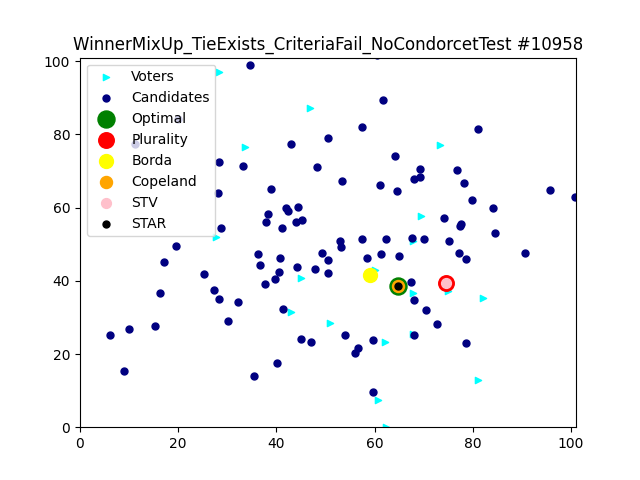 WinnerMixUp_TieExists_CriteriaFail_NoCondorcetTest #10958
Voters
Candidates
Optimal
Plurality
Borda
Copeland
STV
STAR
100
80
60
40
20
0
0 20 40 60 80 100